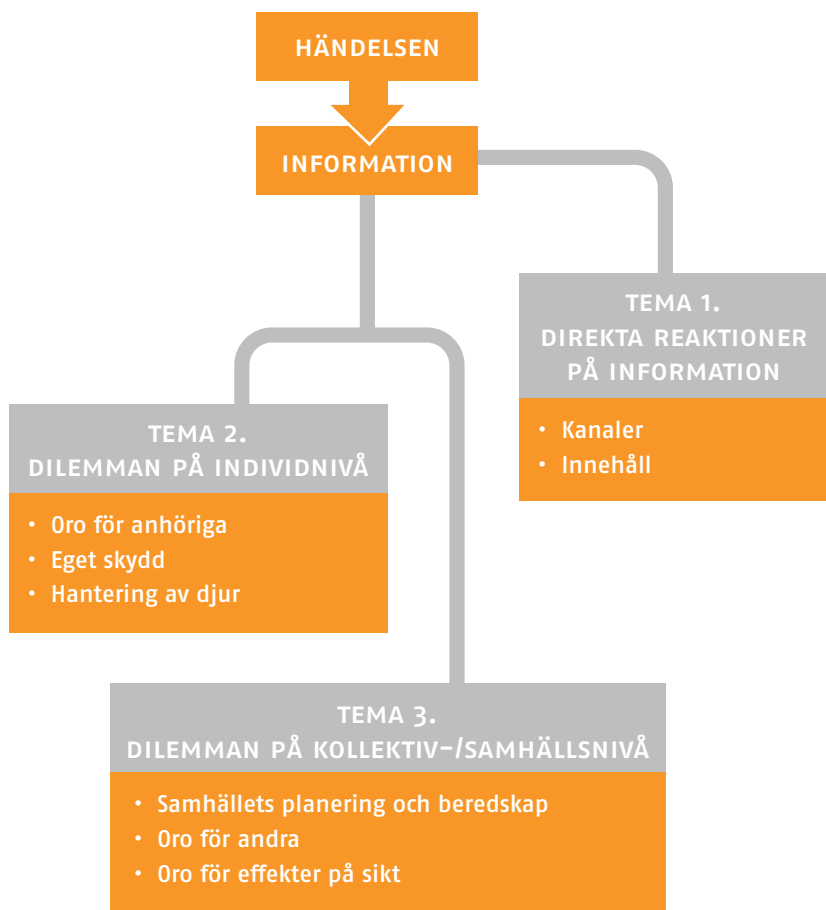 HÄNDELSEN
INFORMATION
TEMA 1.
DIREKTA REAKTIONER
PÅ INFORMATION
• Kanaler
• Innehåll
TEMA 2.
DILEMMAN PÅ INDIVIDNIVÅ
• Oro för anhöriga
• Eget skydd
• Hantering av djur
TEMA 3.
DILEMMAN PÅ KOLLEKTIV-/SAMHÄLLSNIVÅ
• Samhällets planering och beredskap
• Oro för andra
• Oro för effekter på sikt